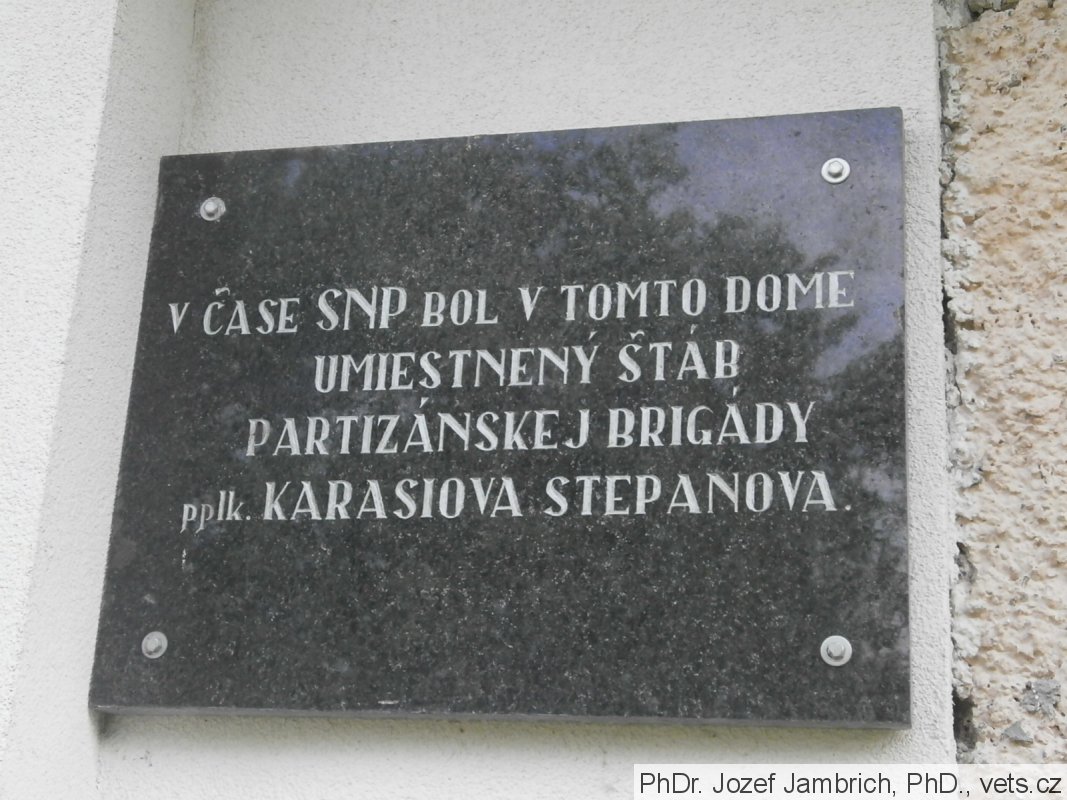 V ČASE SNP BOL V TOMTO DOME
UMIESTNENÝ ŠTÁB
PARTIZÁNSKEJ BRIGÁDY
pplk. KARASIOVA STEPANOVA.
PhDr. Jozef Jambrich, PhD., vets.cz